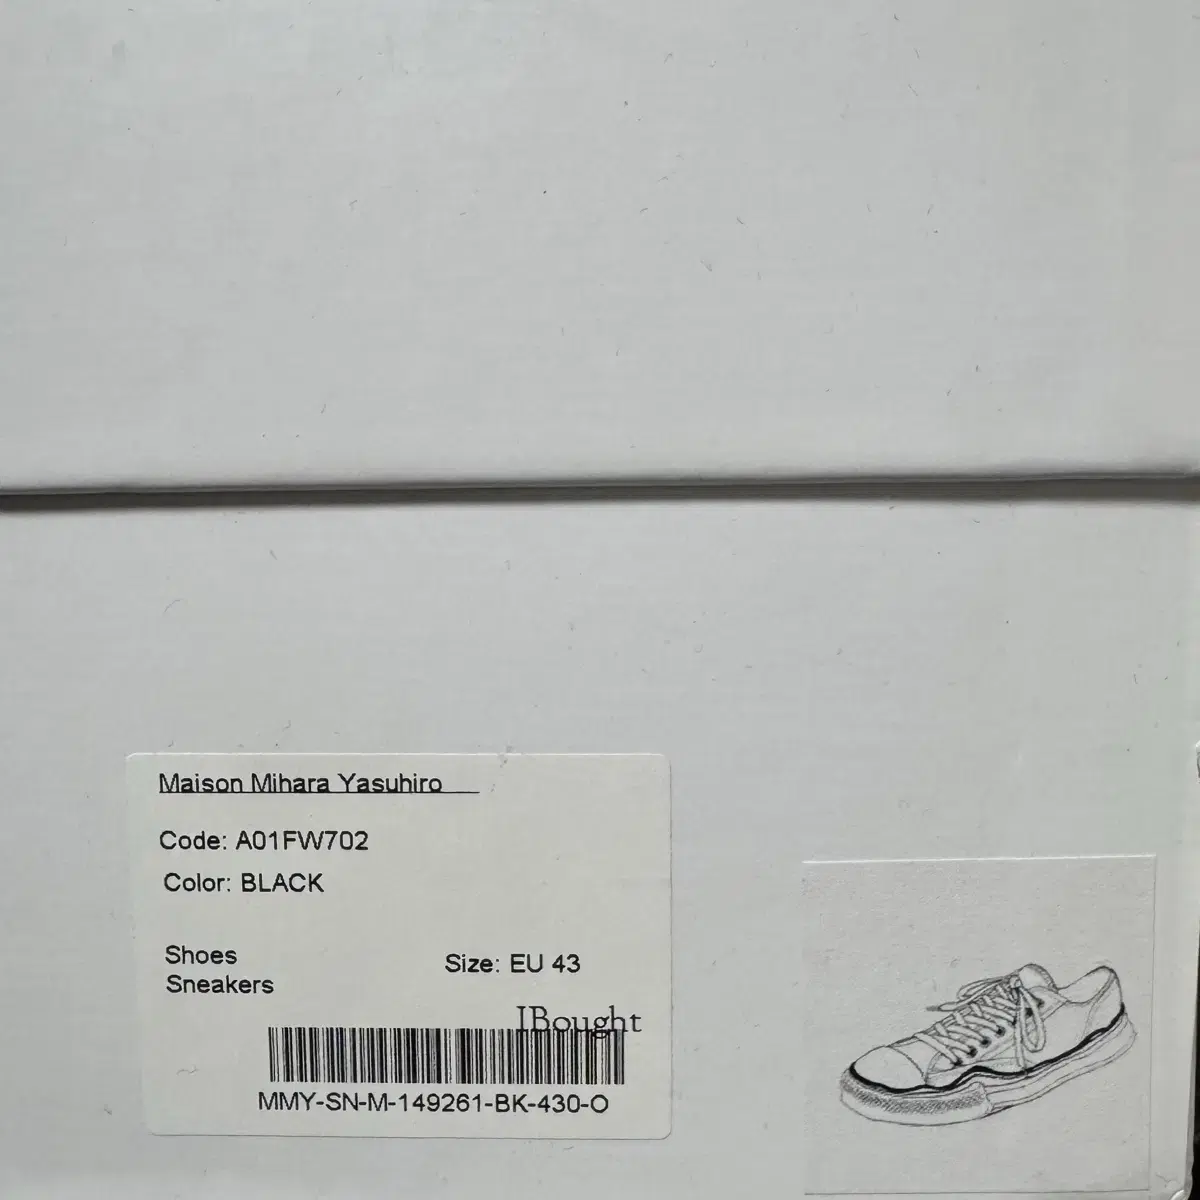 Maison Mihara Yasuhiro
Code: A01FW702
Color: BLACK
Shoes
Sneakers
Size: EU 43
IBought
MMY-SN-M-149261-BK-430-O